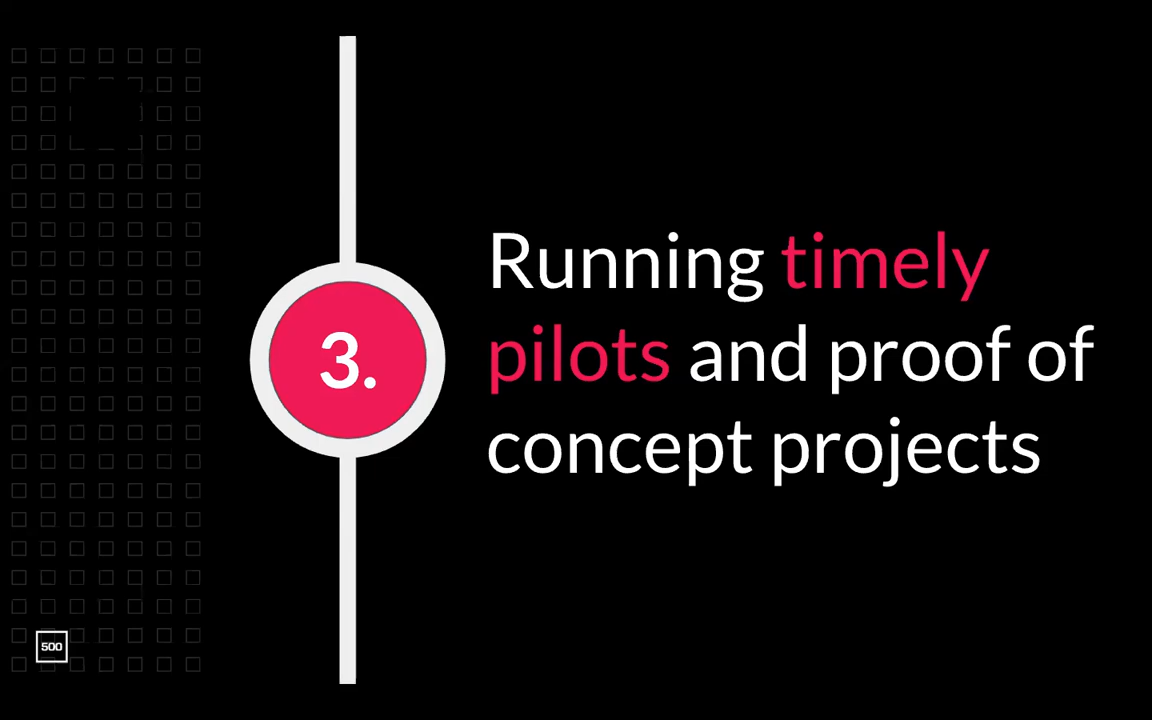 3.
Running timely
pilots and proof of
concept projects
500